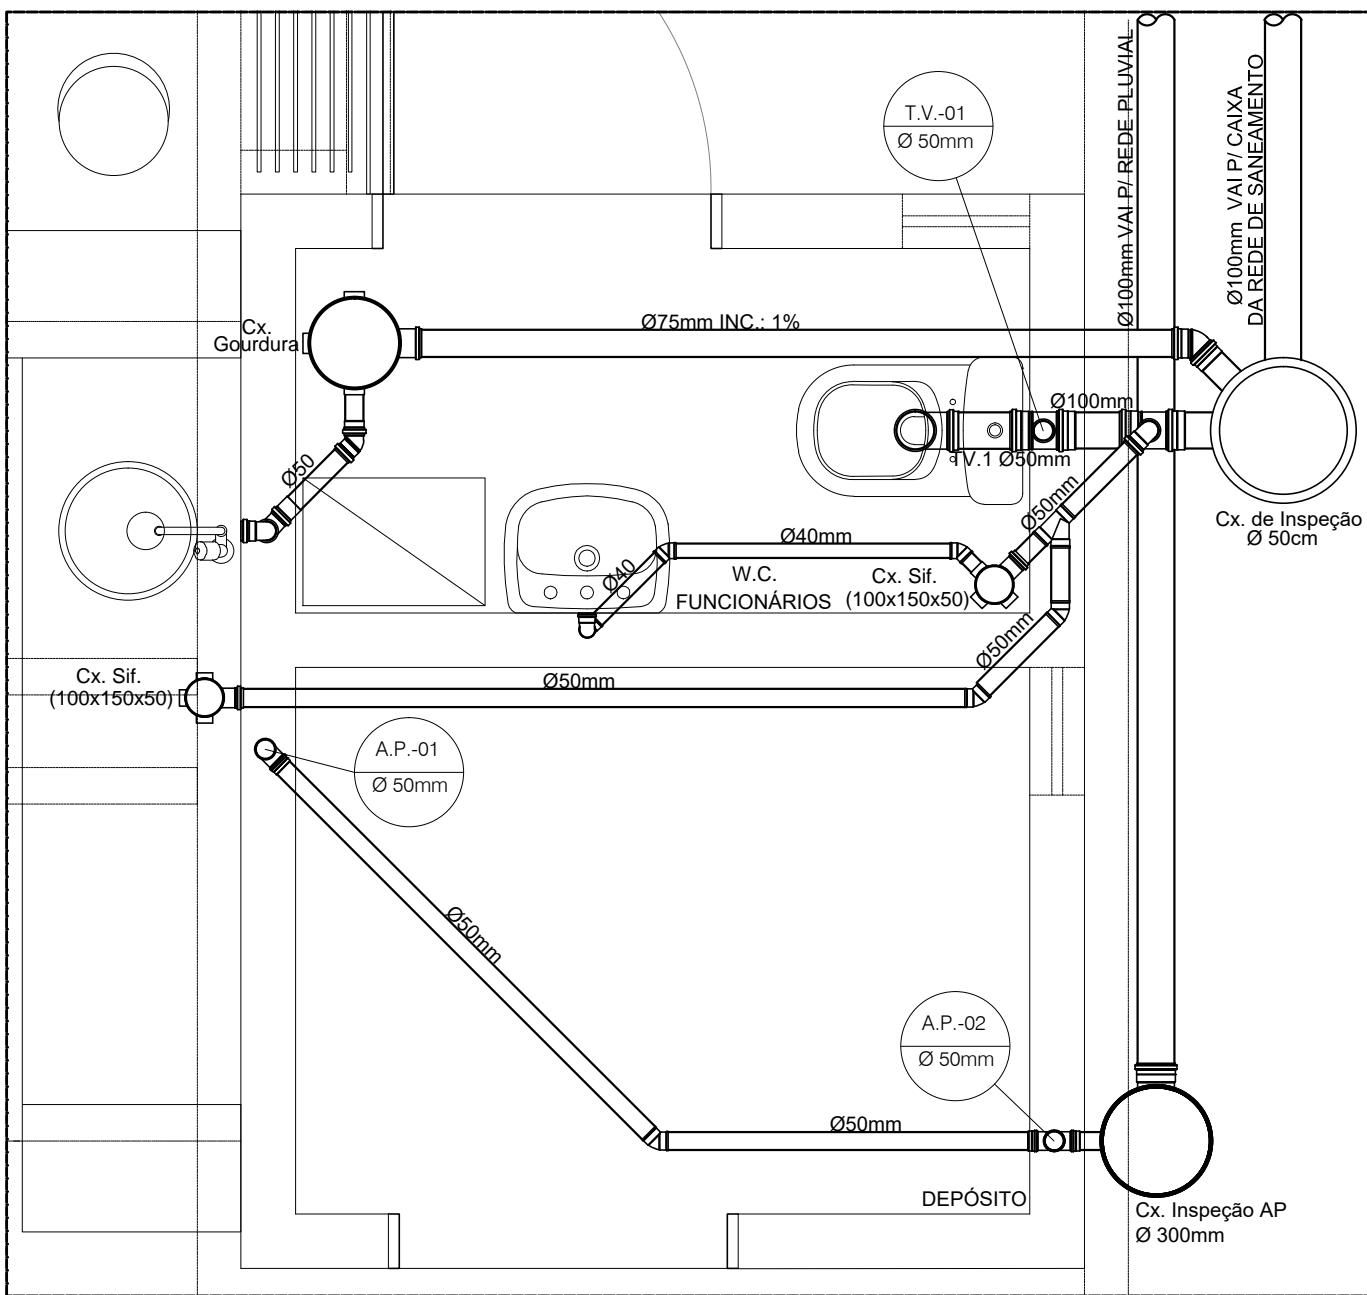 T.V.-01
Ø 50mm
Ø100mm VAI P/ REDE PLUVIAL
Ø100mm VAI P/ CAIXA
DA REDE DE SANEAMENTO
Cx.
Gourdura
Ø75mm INC.: 1%
Ø100mm
TV.1 Ø50mm
Ø50
Ø50mm
Cx. de Inspeção
Ø 50cm
Ø40mm
Ø40
W.C.
FUNCIONÁRIOS
Cx. Sif.
(100x150x50)
Ø50mm
Cx. Sif.
(100x150x50)
Ø50mm
A.P.-01
Ø 50mm
Ø50mm
A.P.-02
Ø 50mm
Ø50mm
DEPÓSITO
Cx. Inspeção AP
Ø 300mm